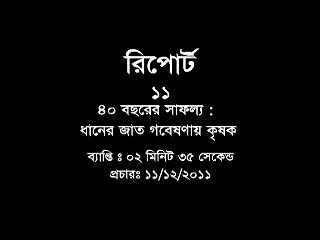 রিপোর্ট
১১
৪০ বছরের সাফল্য :
ধানের জাত গবেষণায় কৃষক
ব্যাপ্তি ঃ ০২ মিনিট ৩৫ সেকেন্ড
প্রচারঃ ১১/১২/২০১১